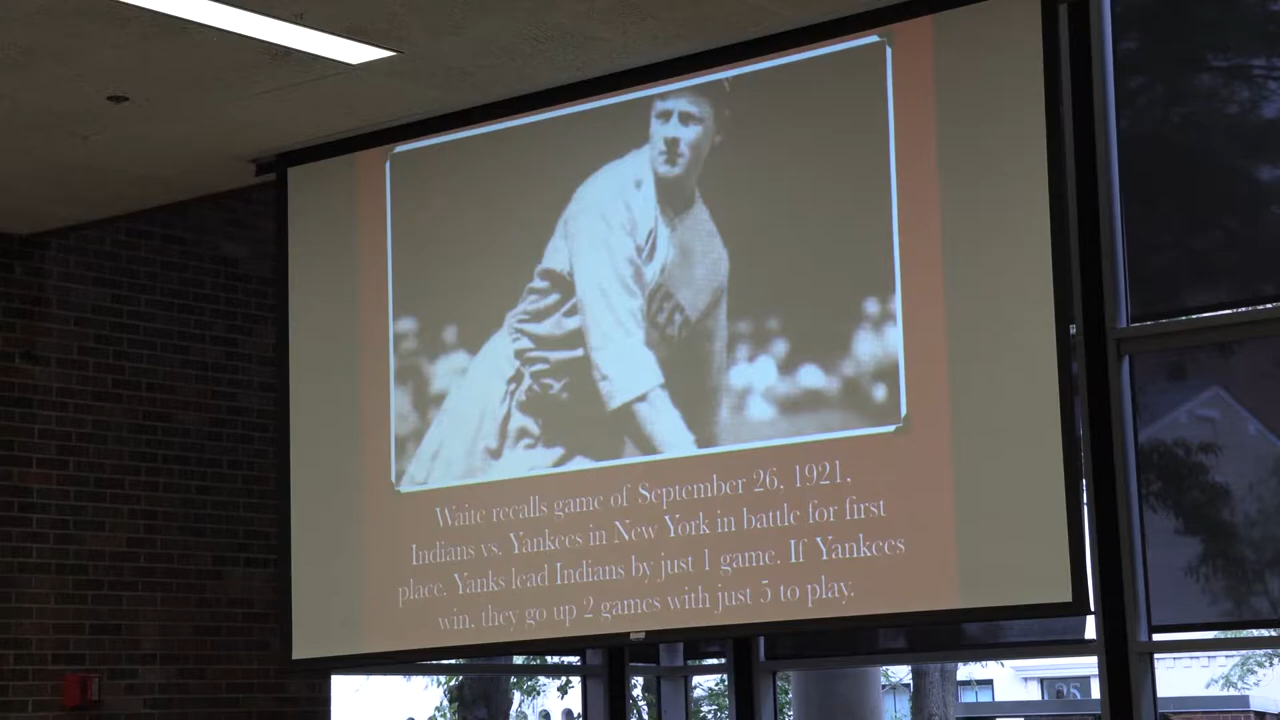 Waite recalls game of September 26, 1921,
Indians vs. Yankees in New York in battle for first
place. Yanks lead Indians by just 1 game. If Yankees
win, they go up 2 games with just 5 to play.
25